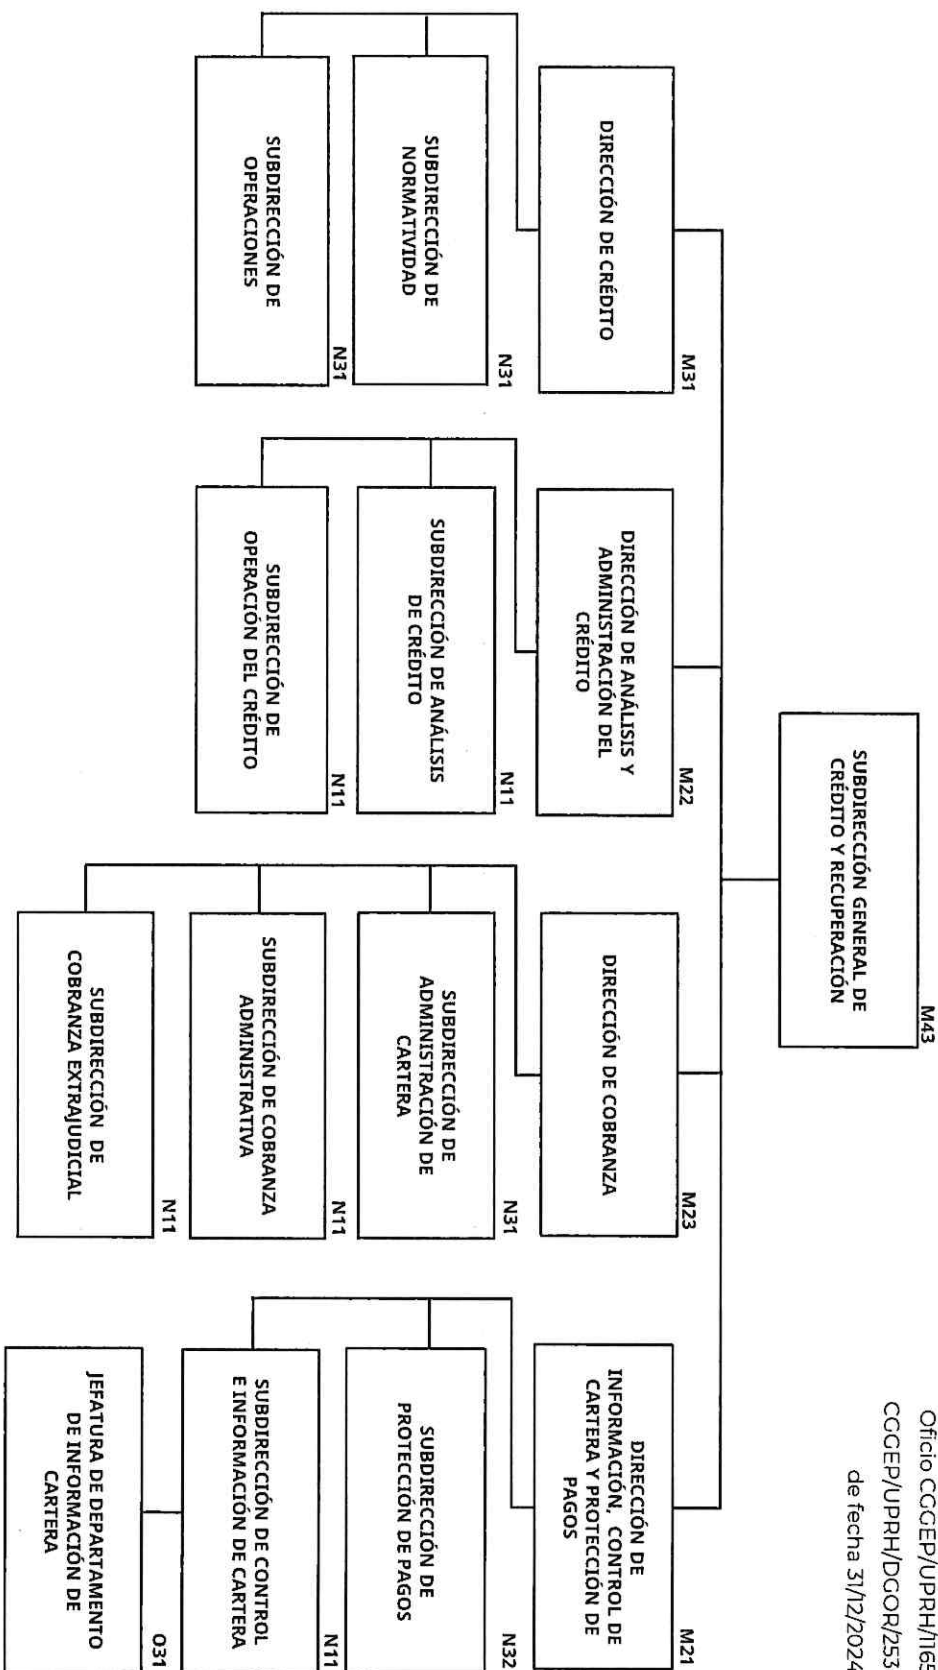 Oficio CGGEP/UPRH/1165
CGGEP/UPRH/DGOR/253
de fecha 31/12/2024
M43
SUBDIRECCIÓN GENERAL DE
CRÉDITO Y RECUPERACIÓN
M31
DIRECCIÓN DE CRÉDITO
N31
SUBDIRECCIÓN DE
NORMATIVIDAD
N31
SUBDIRECCIÓN DE
OPERACIONES
M22
DIRECCIÓN DE ANÁLISIS Y
ADMINISTRACIÓN DEL
CRÉDITO
N11
SUBDIRECCIÓN DE ANÁLISIS
DE CRÉDITO
N11
SUBDIRECCIÓN DE
OPERACIÓN DEL CRÉDITO
M23
DIRECCIÓN DE COBRANZA
N31
SUBDIRECCIÓN DE
ADMINISTRACIÓN DE
CARTERA
N11
SUBDIRECCIÓN DE COBRANZA
ADMINISTRATIVA
N11
SUBDIRECCIÓN DE
COBRANZA EXTRAJUDICIAL
M21
DIRECCIÓN DE
INFORMACIÓN, CONTROL DE
CARTERA Y PROTECCIÓN DE
PAGOS
N32
SUBDIRECCIÓN DE
PROTECCIÓN DE PAGOS
N11
SUBDIRECCIÓN DE CONTROL
E INFORMACIÓN DE CARTERA
O31
JEFATURA DE DEPARTAMENTO
DE INFORMACIÓN DE
CARTERA